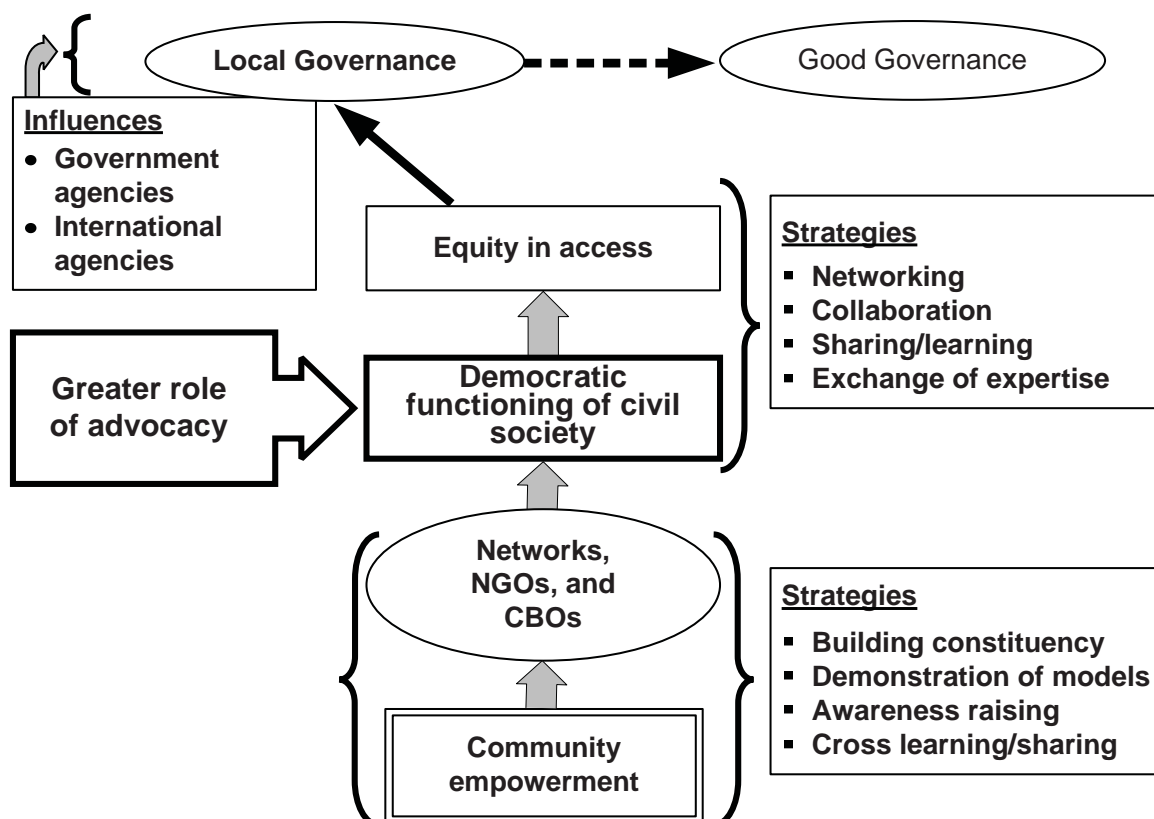 Local Governance
Good Governance
Influences
• Government
agencies
• International
agencies
Equity in access
Strategies
▪ Networking
▪ Collaboration
▪ Sharing/learning
▪ Exchange of expertise
Greater role
of advocacy
Democratic
functioning of civil
society
Networks,
NGOs, and
CBOs
Strategies
▪ Building constituency
▪ Demonstration of models
▪ Awareness raising
▪ Cross learning/sharing
Community
empowerment